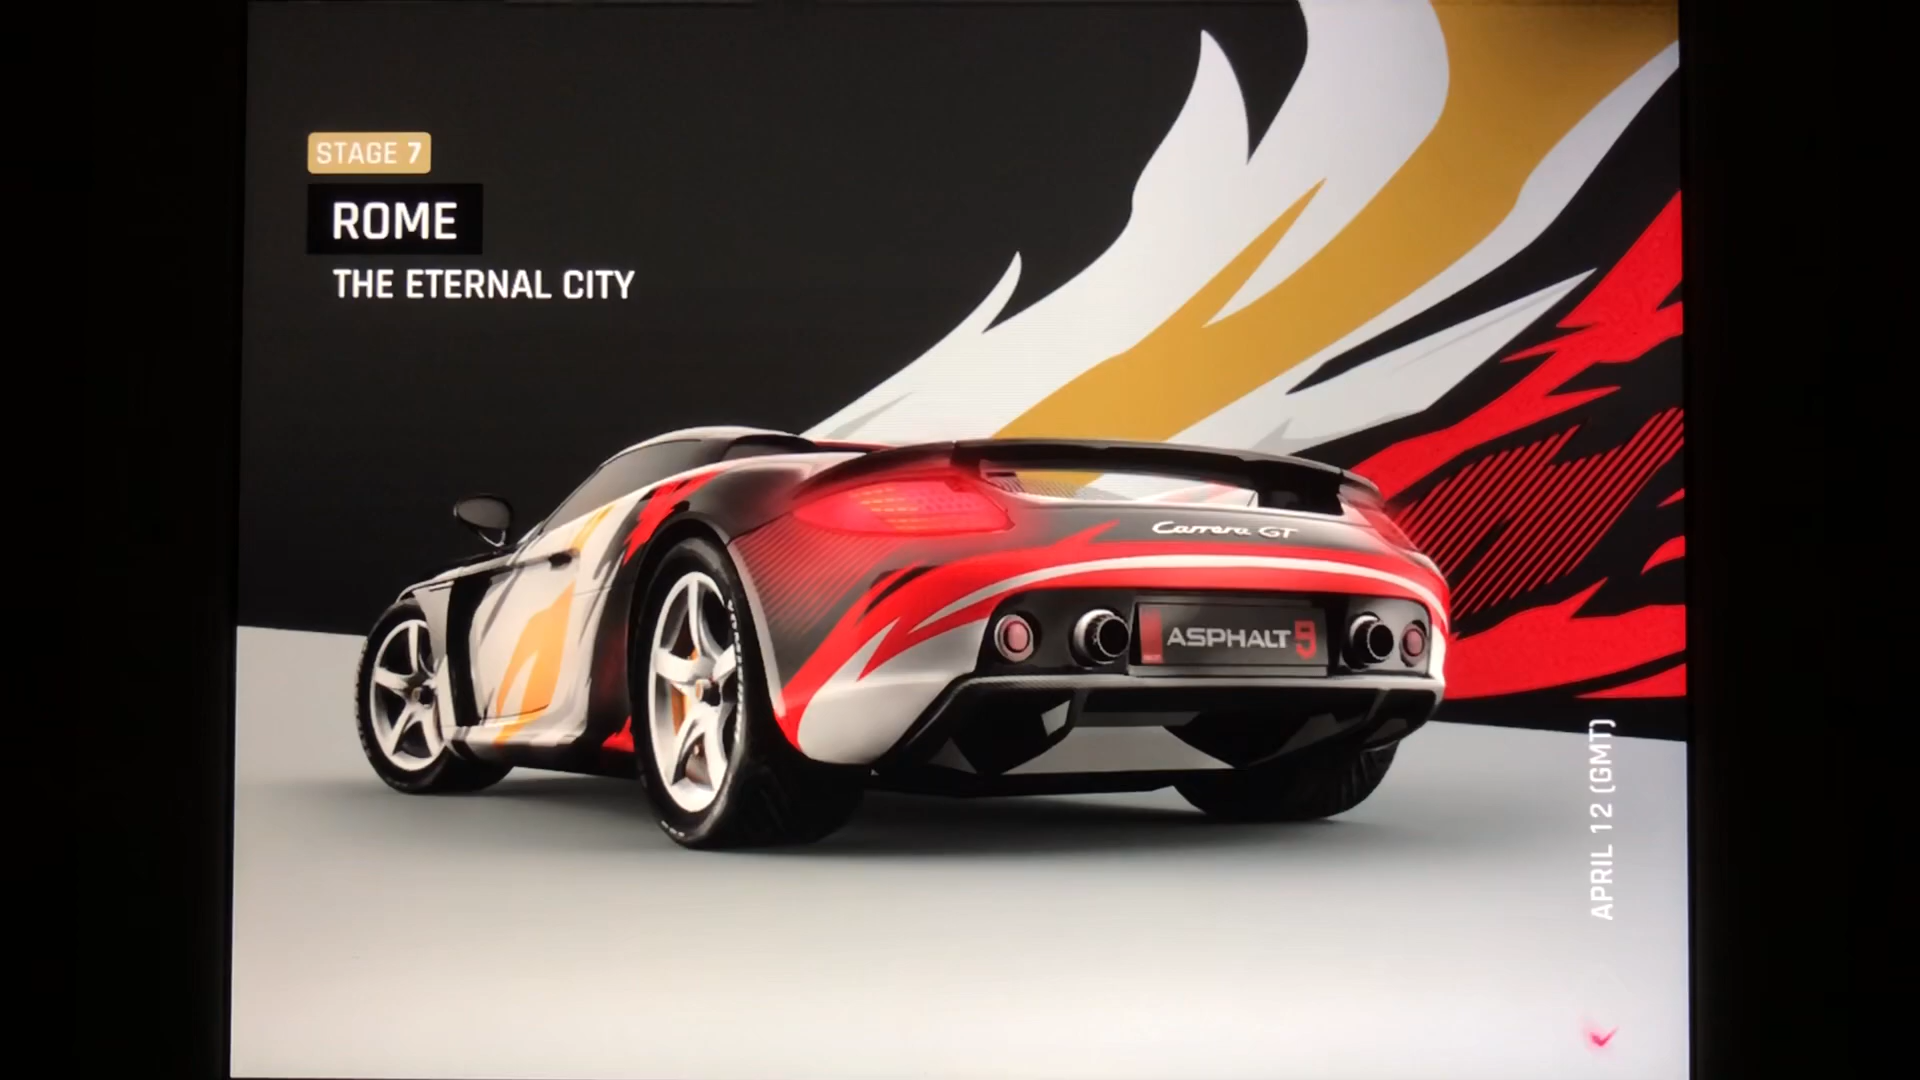 STAGE 7
ROME
THE ETERNAL CITY
Carrera GT
ASPHALT 9
APRIL 12 (GMT)